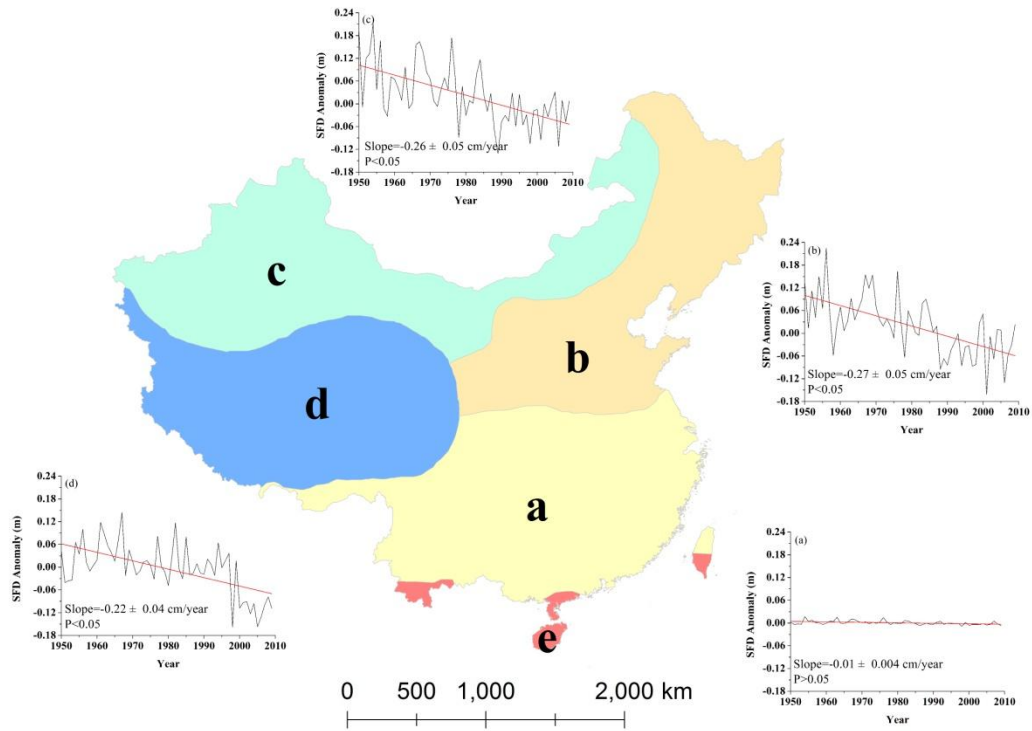 (c)
0.24
0.18
0.12
0.06
0.00
-0.06
-0.12
-0.18
SFD Anomaly (m)
Slope=-0.26 ± 0.05 cm/year
P<0.05
1950 1960 1970 1980 1990 2000 2010
Year
(b)
0.24
0.18
0.12
0.06
0.00
-0.06
-0.12
-0.18
SFD Anomaly (m)
Slope=-0.27 ± 0.05 cm/year
P<0.05
1950 1960 1970 1980 1990 2000 2010
Year
c
b
d
a
e
(d)
0.24
0.18
0.12
0.06
0.00
-0.06
-0.12
-0.18
SFD Anomaly (m)
Slope=-0.22 ± 0.04 cm/year
P<0.05
1950 1960 1970 1980 1990 2000 2010
Year
(a)
0.24
0.18
0.12
0.06
0.00
-0.06
-0.12
-0.18
SFD Anomaly (m)
Slope=-0.01 ± 0.004 cm/year
P>0.05
1950 1960 1970 1980 1990 2000 2010
Year
0 500 1,000 2,000 km